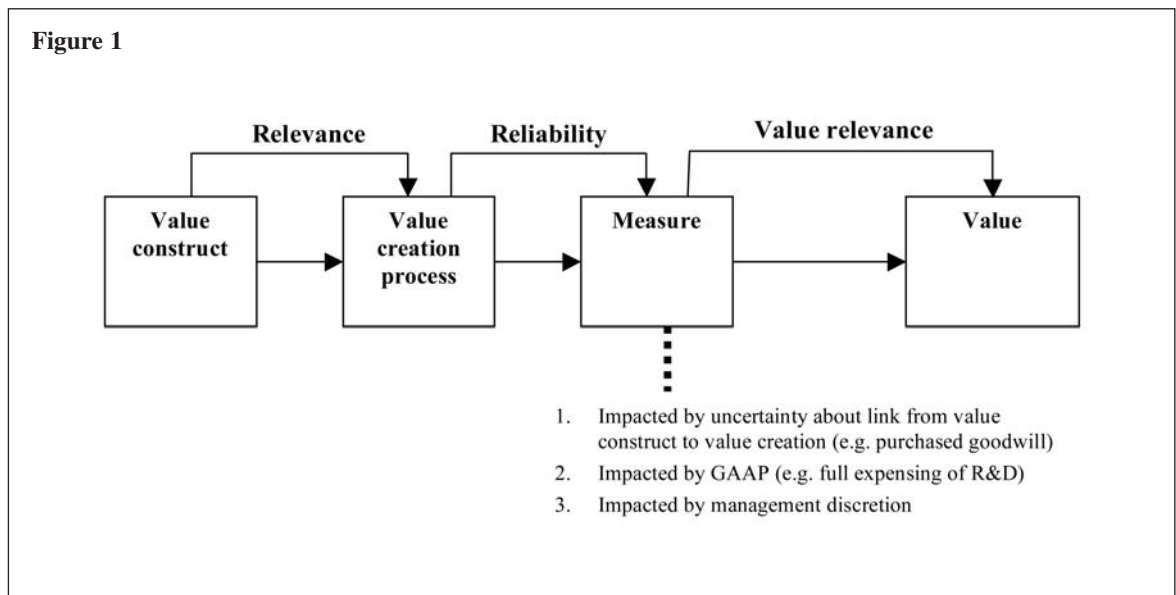 Figure 1
Relevance
Reliability
Value relevance
Value
construct
Value
creation
process
Measure
Value
1. Impacted by uncertainty about link from value
construct to value creation (e.g. purchased goodwill)
2. Impacted by GAAP (e.g. full expensing of R&D)
3. Impacted by management discretion